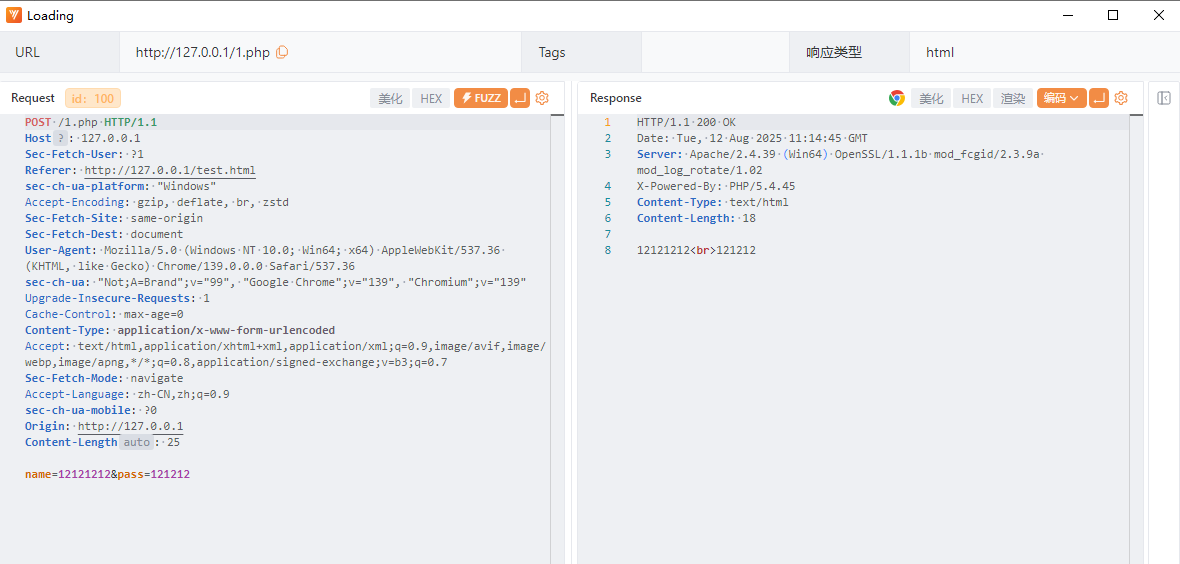 Loading
URL
http://127.0.0.1/1.php
Tags
响应类型
html
Request
id: 100
美化
HEX
FUZZ
POST /1.php HTTP/1.1
Host ? : 127.0.0.1
Sec-Fetch-User: ?1
Referer: http://127.0.0.1/test.html
sec-ch-ua-platform: "Windows"
Accept-Encoding: gzip, deflate, br, zstd
Sec-Fetch-Site: same-origin
Sec-Fetch-Dest: document
User-Agent: Mozilla/5.0 (Windows NT 10.0; Win64; x64) AppleWebKit/537.36
(KHTML, like Gecko) Chrome/139.0.0.0 Safari/537.36
sec-ch-ua: "Not;A=Brand";v="99", "Google Chrome";v="139", "Chromium";v="139"
Upgrade-Insecure-Requests: 1
Cache-Control: max-age=0
Content-Type: application/x-www-form-urlencoded
Accept: text/html,application/xhtml+xml,application/xml;q=0.9,image/avif,image/
webp,image/apng,*/*;q=0.8,application/signed-exchange;v=b3;q=0.7
Sec-Fetch-Mode: navigate
Accept-Language: zh-CN,zh;q=0.9
sec-ch-ua-mobile: ?0
Origin: http://127.0.0.1
Content-Length auto : 25
name=12121212&pass=121212
Response
美化
HEX
渲染
编码
1 HTTP/1.1 200 OK
2 Date: Tue, 12 Aug 2025 11:14:45 GMT
3 Server: Apache/2.4.39 (Win64) OpenSSL/1.1.1b mod_fcgid/2.3.9a
mod_log_rotate/1.02
4 X-Powered-By: PHP/5.4.45
5 Content-Type: text/html
6 Content-Length: 18
7
8 12121212<br>121212